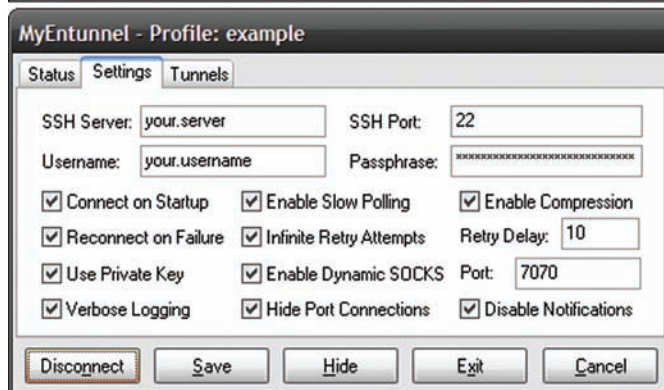 MyEntunnel - Profile: example
Status Settings Tunnels
SSH Server: your.server SSH Port: 22
Username: your.username Passphrase: ****************************
Connect on Startup Enable Slow Polling Enable Compression
Reconnect on Failure Infinite Retry Attempts Retry Delay: 10
Use Private Key Enable Dynamic SOCKS Port: 7070
Verbose Logging Hide Port Connections Disable Notifications
Disconnect Save Hide Exit Cancel